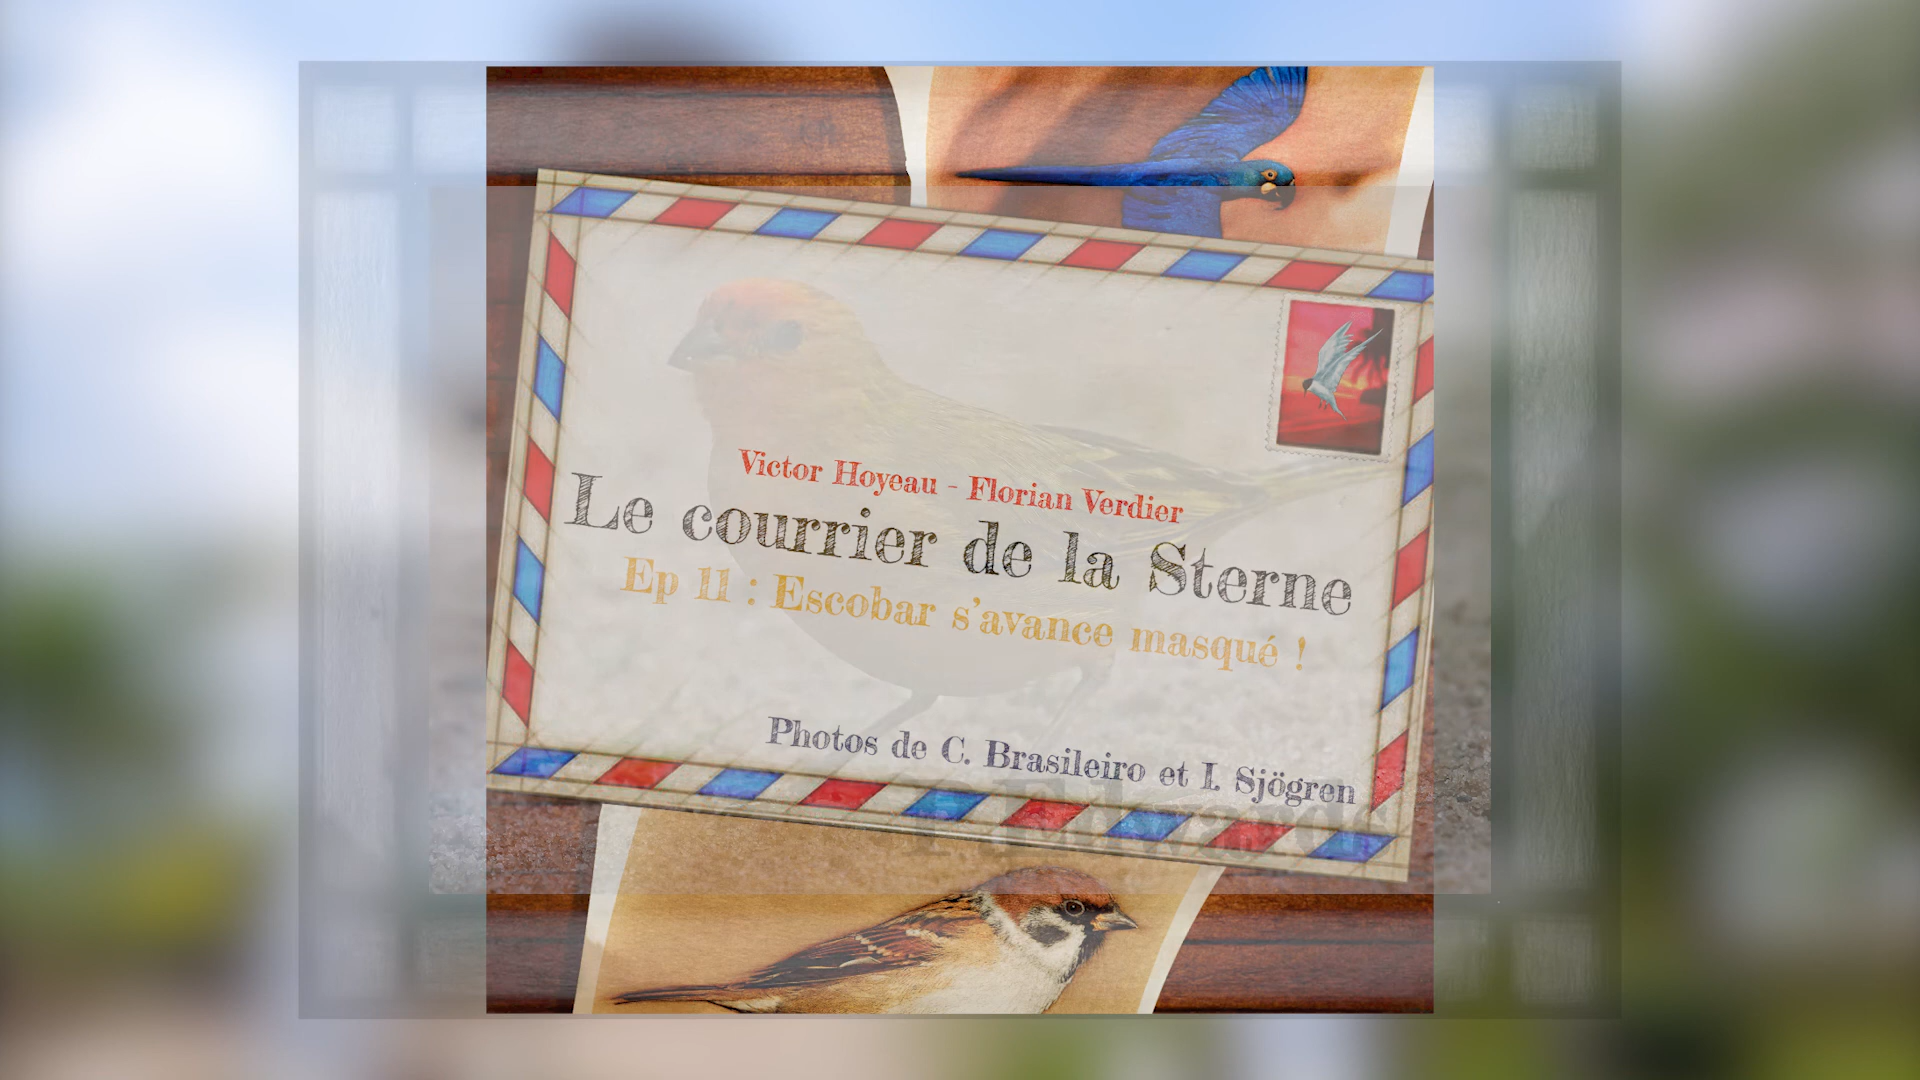 Victor Hoyeau - Florian Verdier
Le courrier de la Sterne
Ep 11 : Escobar s'avance masqué !
Photos de C. Brasileiro et I. Sjögren
P. Edwards